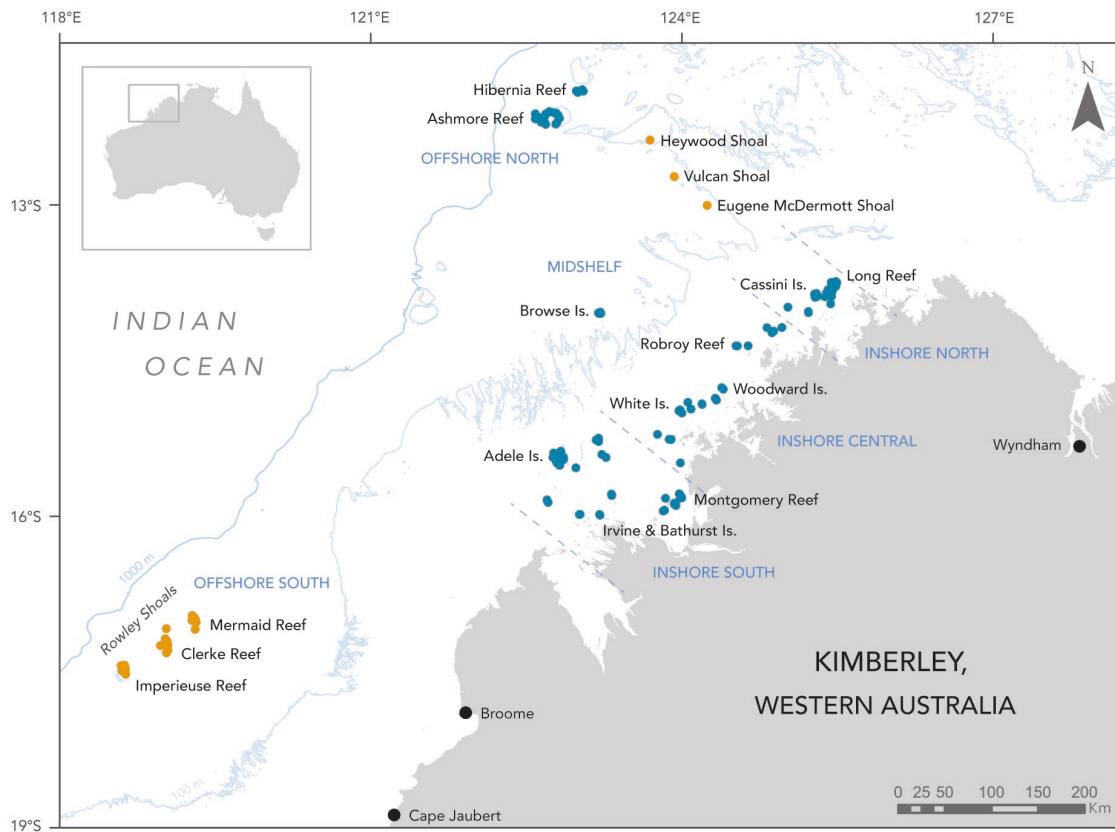 118°E
121°E
124°E
127°E
N
Hibernia Reef
Ashmore Reef
Heywood Shoal
OFFSHORE NORTH
Vulcan Shoal
13°S
Eugene McDermott Shoal
MIDSHELF
Long Reef
Cassini Is.
Browse Is.
INDIAN
OCEAN
Robroy Reef
INSHORE NORTH
Woodward Is.
White Is.
INSHORE CENTRAL
Wyndham
Adele Is.
Montgomery Reef
16°S
Irvine & Bathurst Is.
1000 m
INSHORE SOUTH
OFFSHORE SOUTH
Rowley Shoals
Mermaid Reef
Clerke Reef
Imperieuse Reef
KIMBERLEY,
WESTERN AUSTRALIA
Broome
100 m
0 25 50 100 150 200
Km
Cape Jaubert
19°S